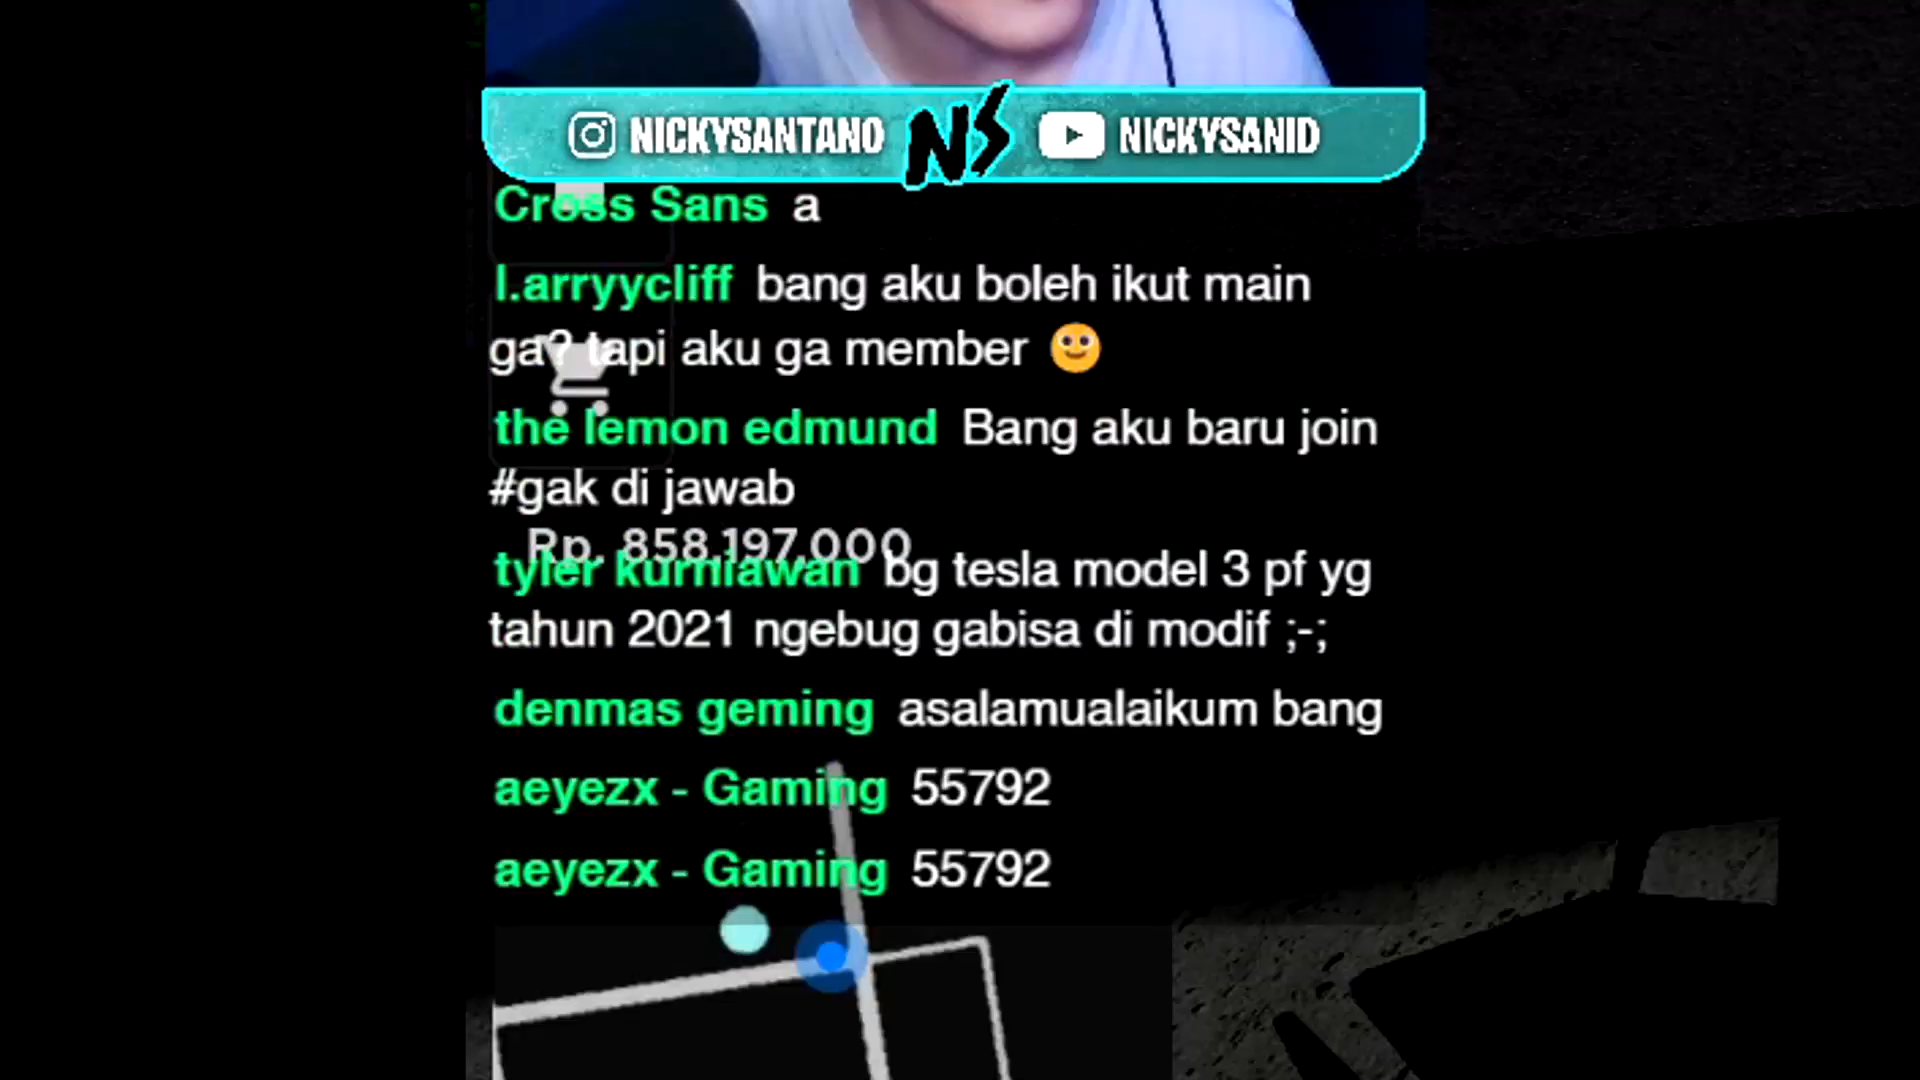 NICKYSANTANO NS NICKYSANID
Cross Sans a
l.arryycliff bang aku boleh ikut main
ga? tapi aku ga member 🙂
the lemon edmund Bang aku baru join
#gak di jawab
Rp. 858,197,000
tyler kurniawan bg tesla model 3 pf yg
tahun 2021 ngebug gabisa di modif ;-;
denmas geming asalamualaikum bang
aeyezx - Gaming 55792
aeyezx - Gaming 55792